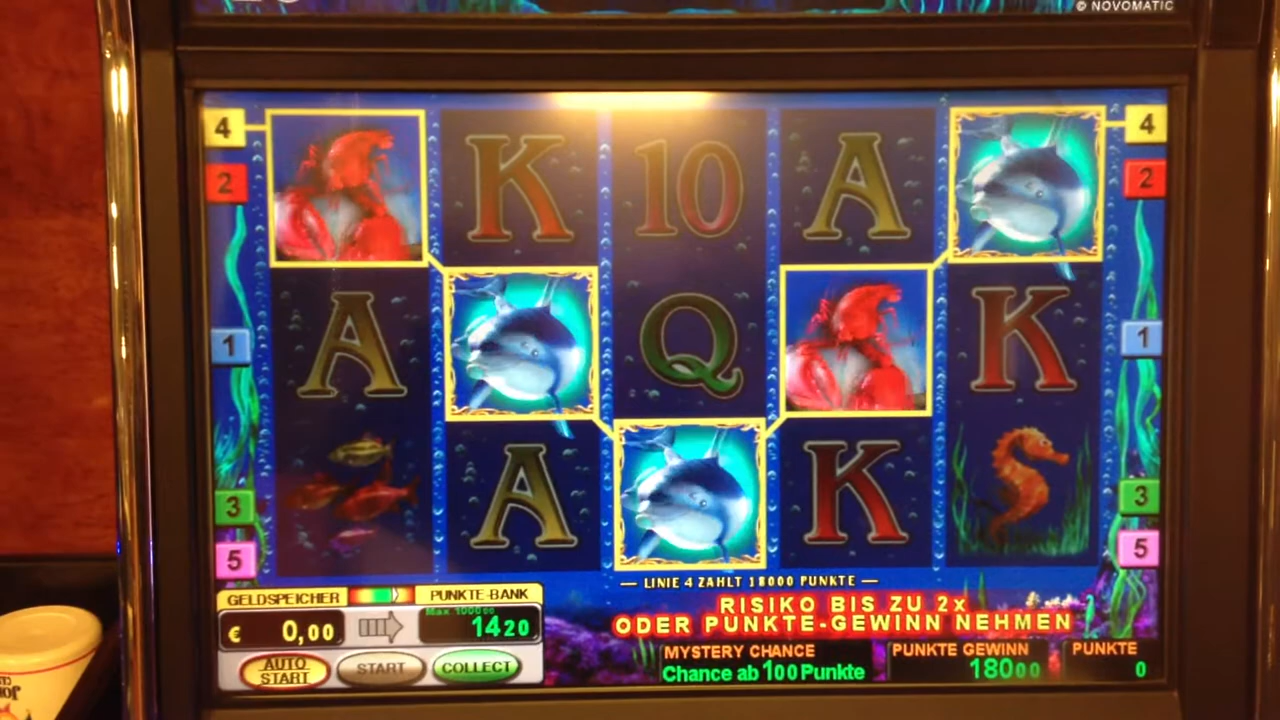 © NOVOMATIC
4 K 10 A 4
2 2
1 A Q K 1
3 A K 3
5 5
— LINIE 4 ZAHLT 18000 PUNKTE —
GELDSPEICHER PUNKTE-BANK
Max 100000
€ 0,00 1420
RISIKO BIS ZU 2x
ODER PUNKTE-GEWINN NEHMEN
AUTO START START COLLECT
MYSTERY CHANCE PUNKTE GEWINN PUNKTE
Chance ab 100 Punkte 18000 0